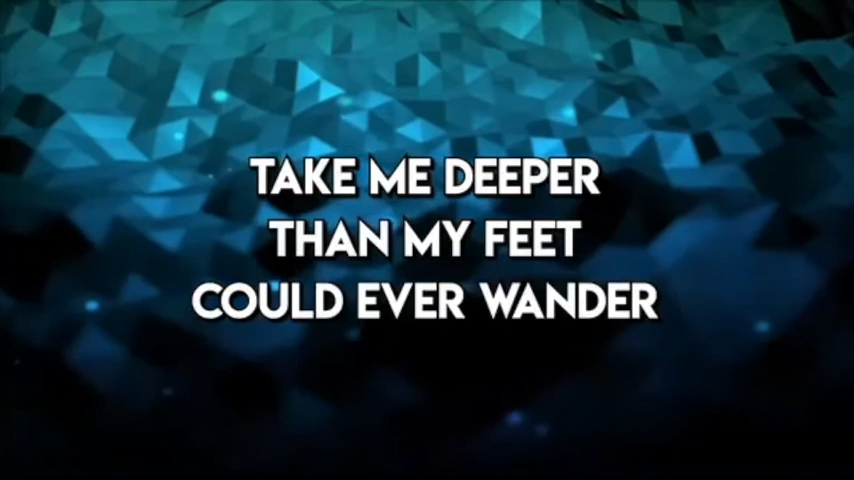 TAKE ME DEEPER
THAN MY FEET
COULD EVER WANDER